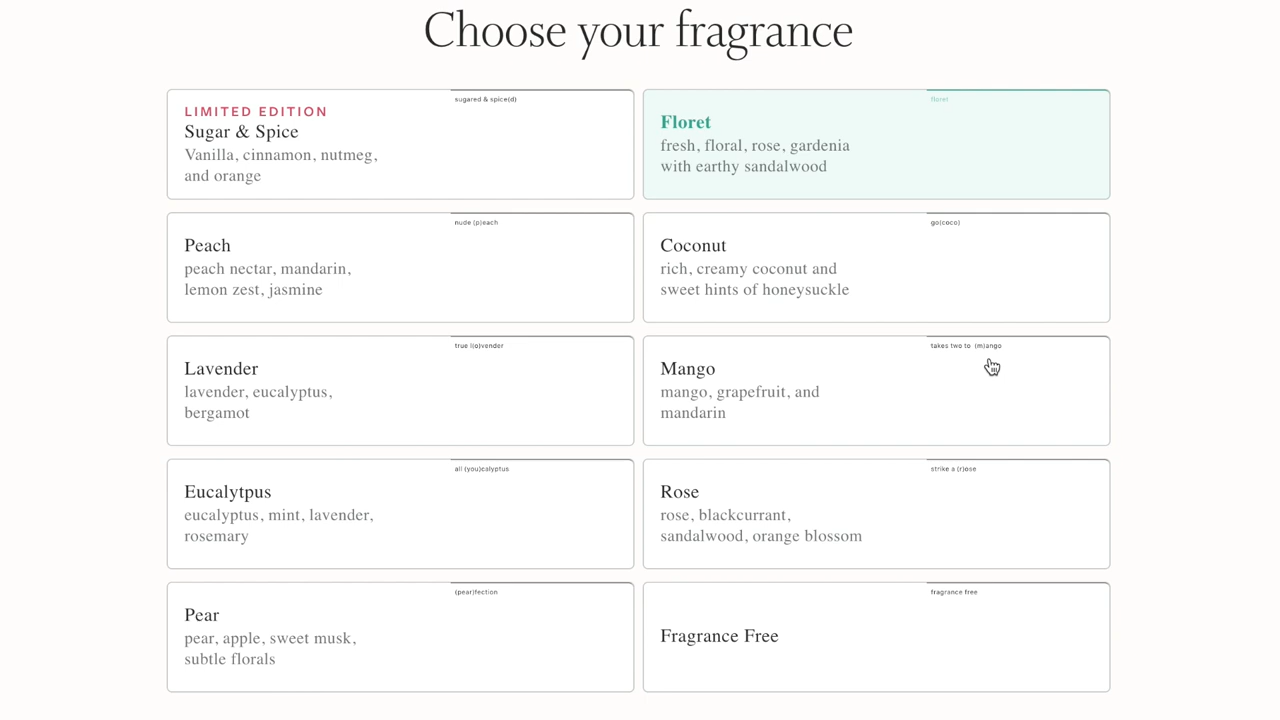 Choose your fragrance
LIMITED EDITION
Sugar & Spice
Vanilla, cinnamon, nutmeg,
and orange
sugared & spice(d)
Floret
fresh, floral, rose, gardenia
with earthy sandalwood
floret
Peach
peach nectar, mandarin,
lemon zest, jasmine
nude (p)each
Coconut
rich, creamy coconut and
sweet hints of honeysuckle
go(coco)
Lavender
lavender, eucalyptus,
bergamot
true l(o)vender
Mango
mango, grapefruit, and
mandarin
takes two to (m)ango
Eucalytpus
eucalyptus, mint, lavender,
rosemary
all (you)calyptus
Rose
rose, blackcurrant,
sandalwood, orange blossom
strike a (r)ose
Pear
pear, apple, sweet musk,
subtle florals
(pear)fection
Fragrance Free
fragrance free